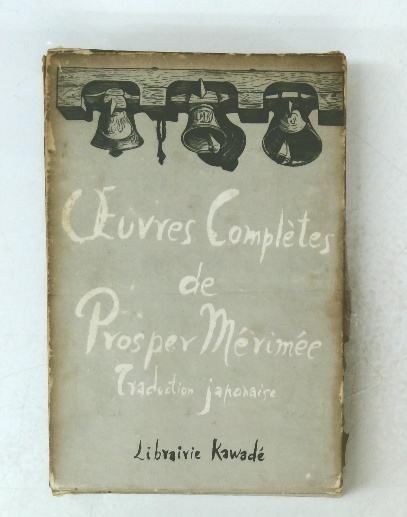 Œuvres Complètes
de
Prosper Mérimée
Traduction japonaise
Librairie Kawadé